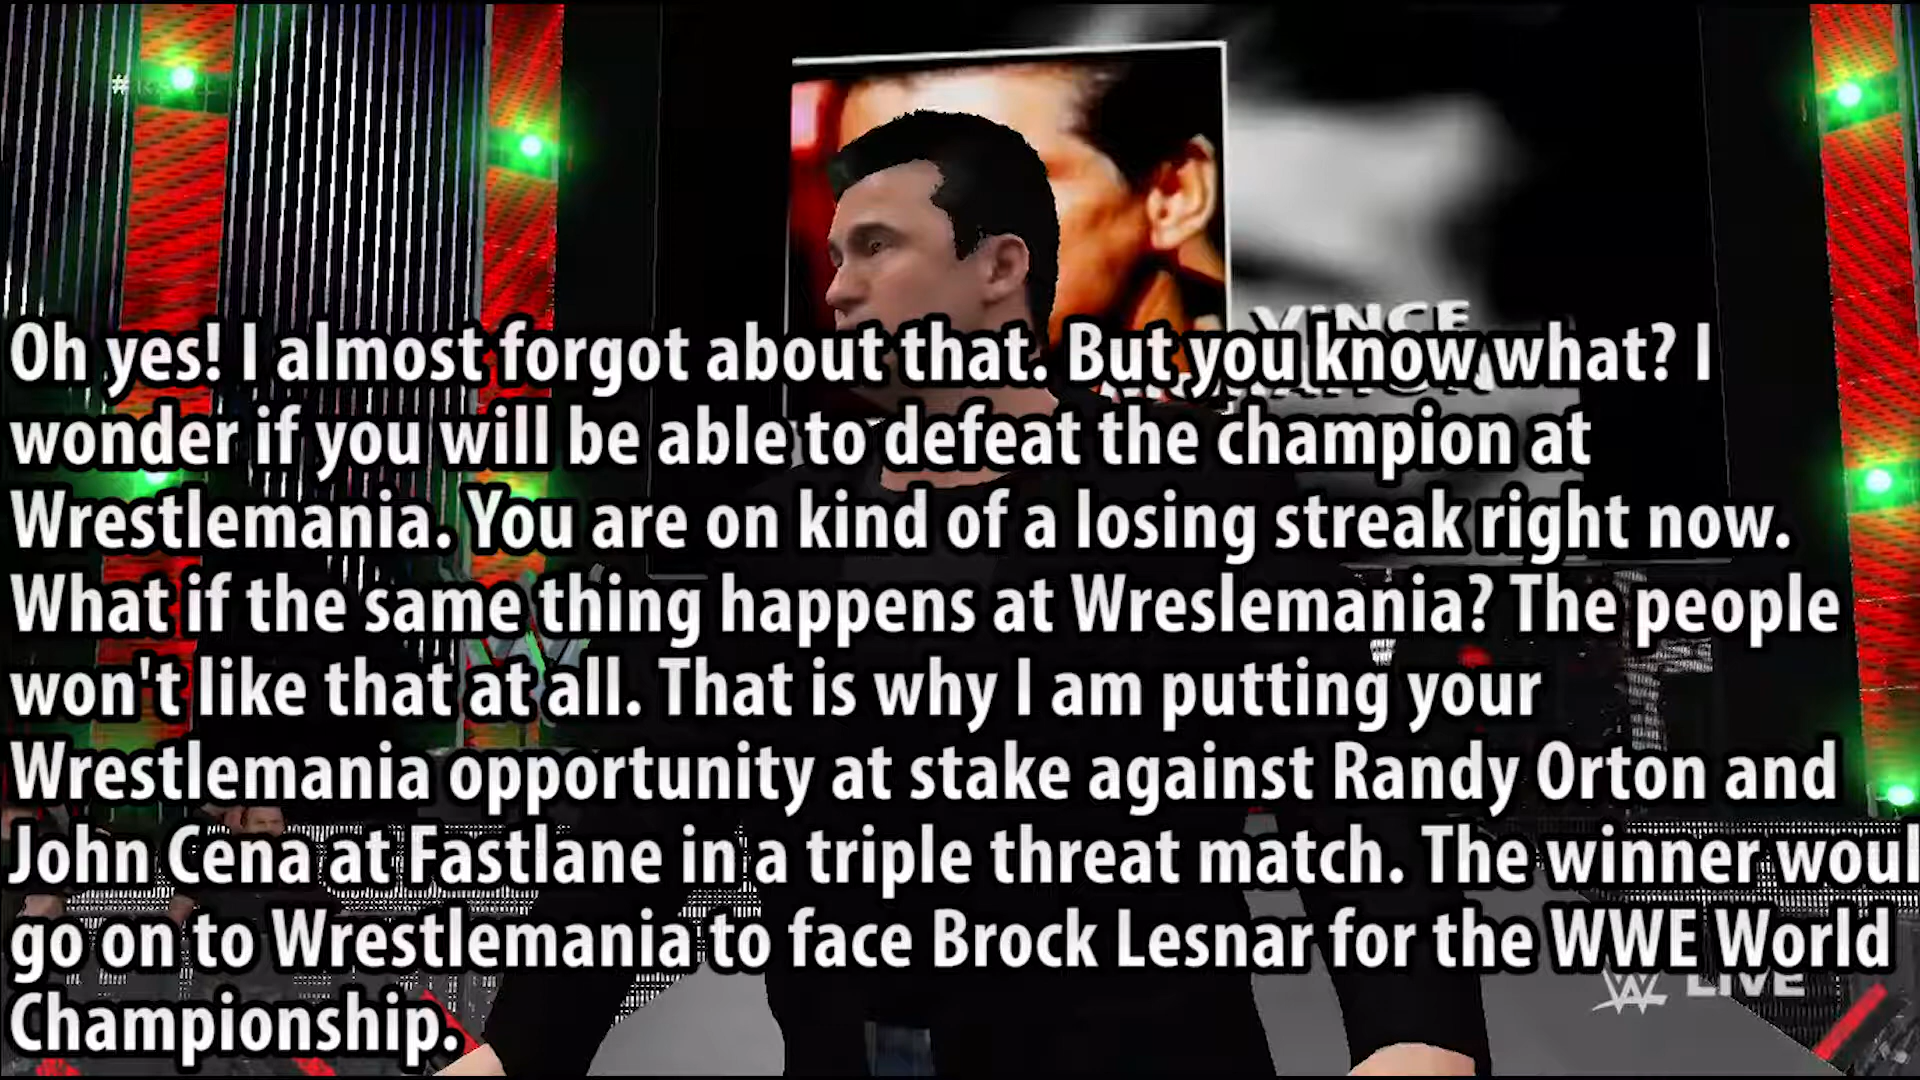 #
VINCE
Oh yes! I almost forgot about that. But you know what? I
wonder if you will be able to defeat the champion at
Wrestlemania. You are on kind of a losing streak right now.
What if the same thing happens at Wreslemania? The people
won't like that at all. That is why I am putting your
Wrestlemania opportunity at stake against Randy Orton and
John Cena at Fastlane in a triple threat match. The winner woul
go on to Wrestlemania to face Brock Lesnar for the WWE World
Championship.
W LIVE